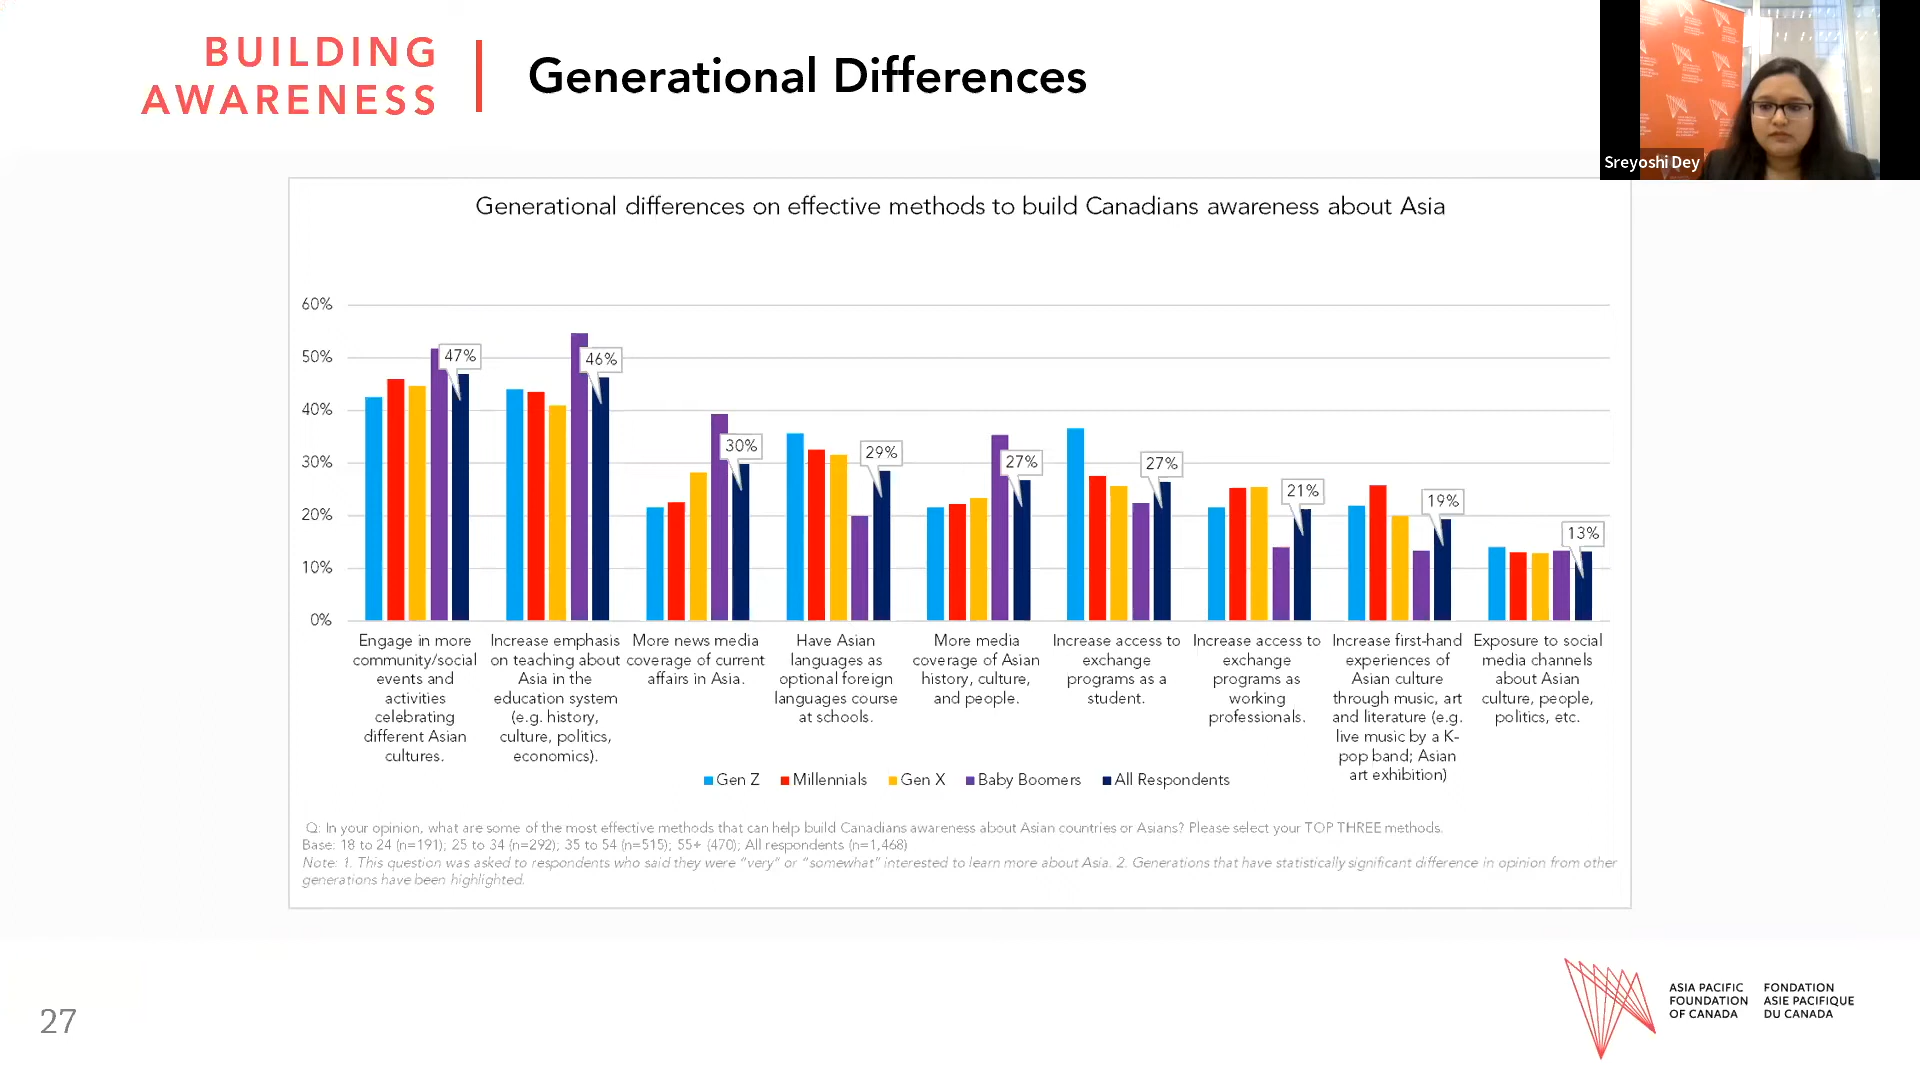 BUILDING
AWARENESS
Generational Differences
Sreyoshi Dey
Generational differences on effective methods to build Canadians awareness about Asia
60%
50%
40%
30%
20%
10%
0%
47%
46%
30%
29%
27%
27%
21%
19%
13%
Engage in more
community/social
events and
activities
celebrating
different Asian
cultures.
Increase emphasis
on teaching about
Asia in the
education system
(e.g. history,
culture, politics,
economics).
More news media
coverage of current
affairs in Asia.
Have Asian
languages as
optional foreign
languages course
at schools.
More media
coverage of Asian
history, culture,
and people.
Increase access to
exchange
programs as a
student.
Increase access to
exchange
programs as
working
professionals.
Increase first-hand
experiences of
Asian culture
through music, art
and literature (e.g.
live music by a K-
pop band; Asian
art exhibition)
Exposure to social
media channels
about Asian
culture, people,
politics, etc.
Gen Z Millennials Gen X Baby Boomers All Respondents
Q: In your opinion, what are some of the most effective methods that can help build Canadians awareness about Asian countries or Asians? Please select your TOP THREE methods.
Base: 18 to 24 (n=191); 25 to 34 (n=292); 35 to 54 (n=515); 55+ (470); All respondents (n=1,468)
Note: 1. This question was asked to respondents who said they were "very" or "somewhat" interested to learn more about Asia. 2. Generations that have statistically significant difference in opinion from other
generations have been highlighted.
27
ASIA PACIFIC
FOUNDATION
OF CANADA
FONDATION
ASIE PACIFIQUE
DU CANADA